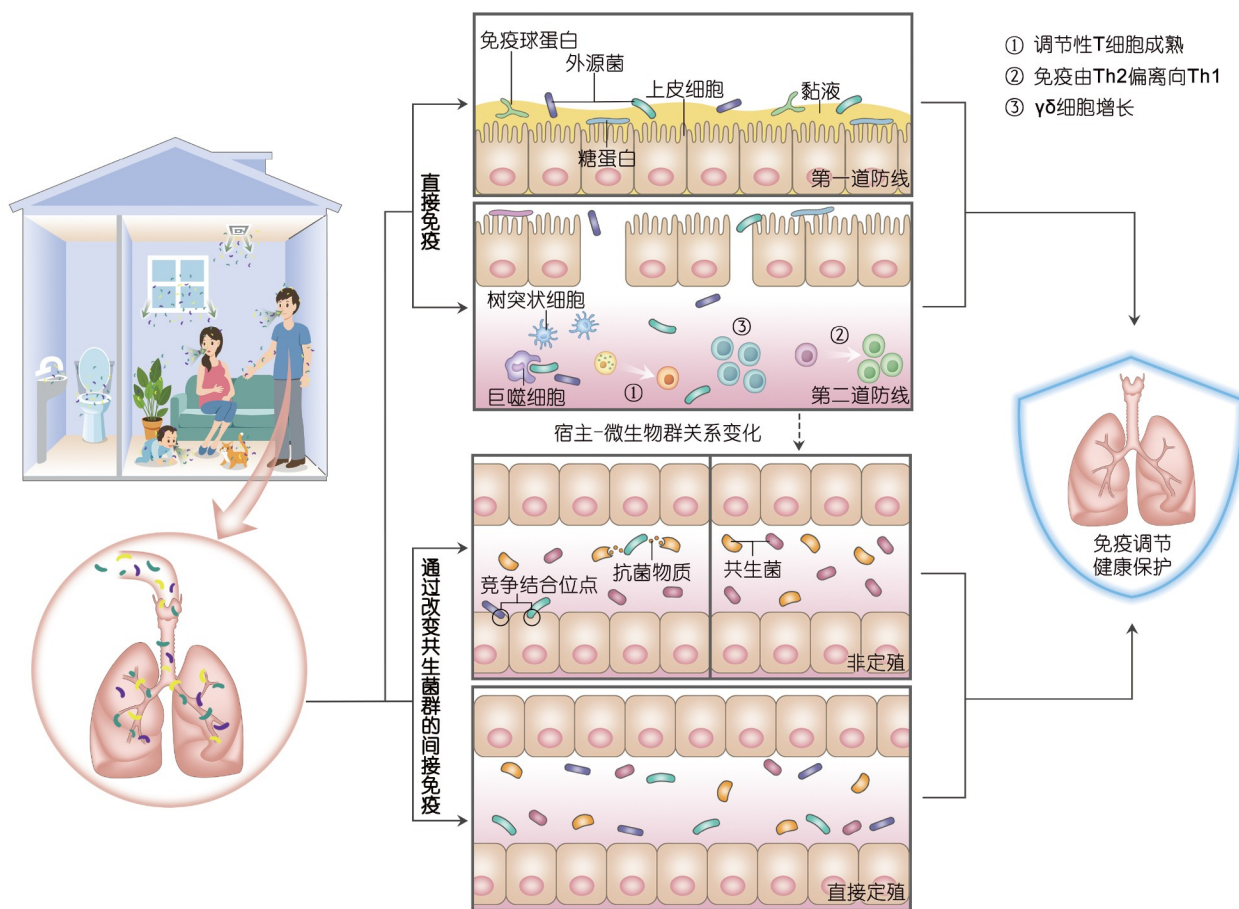 免疫球蛋白
外源菌
上皮细胞
黏液
糖蛋白
第一道防线
① 调节性T细胞成熟
② 免疫由Th2偏离向Th1
③ γδ细胞增长
直接免疫
树突状细胞
巨噬细胞
①
③
②
第二道防线
宿主-微生物群关系变化
通过改变共生菌群的间接免疫
竞争结合位点
抗菌物质
共生菌
非定殖
直接定殖
免疫调节
健康保护